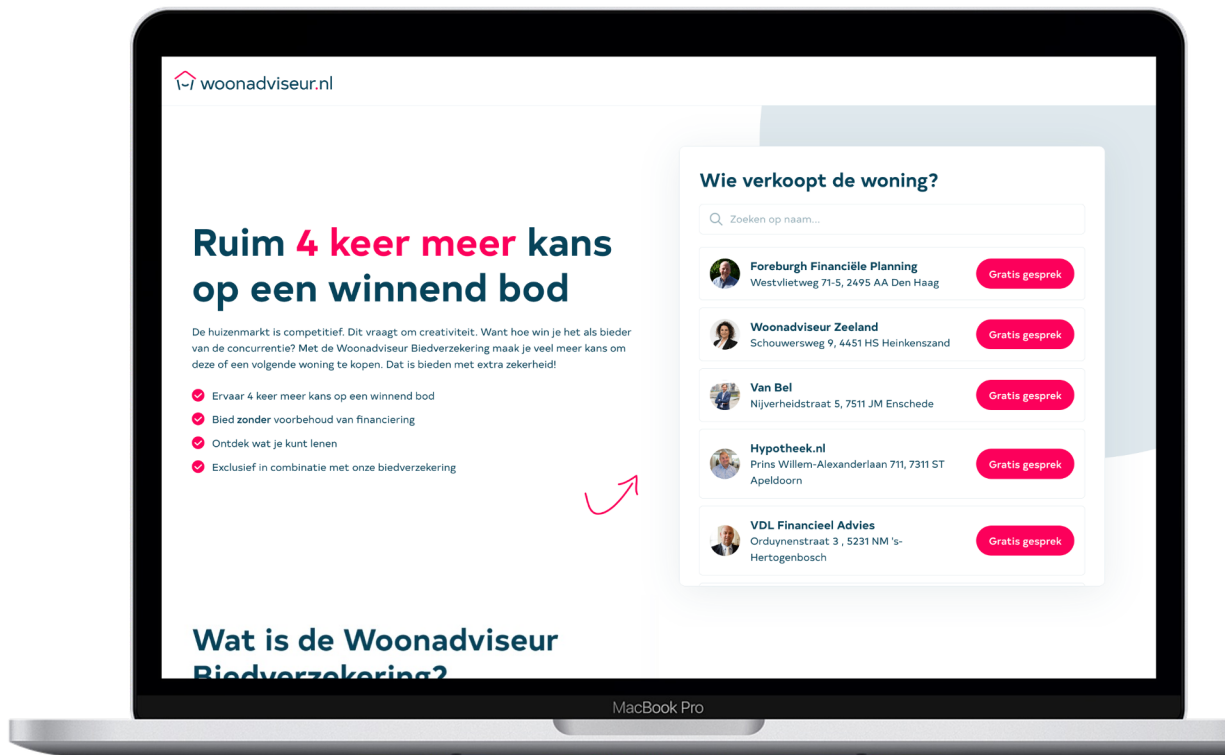 woonadviseur.nl
Ruim 4 keer meer kans
op een winnend bod
De huizenmarkt is competitief. Dit vraagt om creativiteit. Want hoe win je het als bieder
van de concurrentie? Met de Woonadviseur Biedverzekering maak je veel meer kans om
deze of een volgende woning te kopen. Dat is bieden met extra zekerheid!
Ervaar 4 keer meer kans op een winnend bod
Bied zonder voorbehoud van financiering
Ontdek wat je kunt lenen
Exclusief in combinatie met onze biedverzekering
Wie verkoopt de woning?
Zoeken op naam...
Foreburgh Financiële Planning
Westvlietweg 71-5, 2495 AA Den Haag
Gratis gesprek
Woonadviseur Zeeland
Schouwersweg 9, 4451 HS Heinkenszand
Gratis gesprek
Van Bel
Nijverheidstraat 5, 7511 JM Enschede
Gratis gesprek
Hypotheek.nl
Prins Willem-Alexanderlaan 711, 7311 ST
Apeldoorn
Gratis gesprek
VDL Financieel Advies
Orduynenstraat 3 , 5231 NM 's-
Hertogenbosch
Gratis gesprek
Wat is de Woonadviseur
Biedverzekering?
MacBook Pro